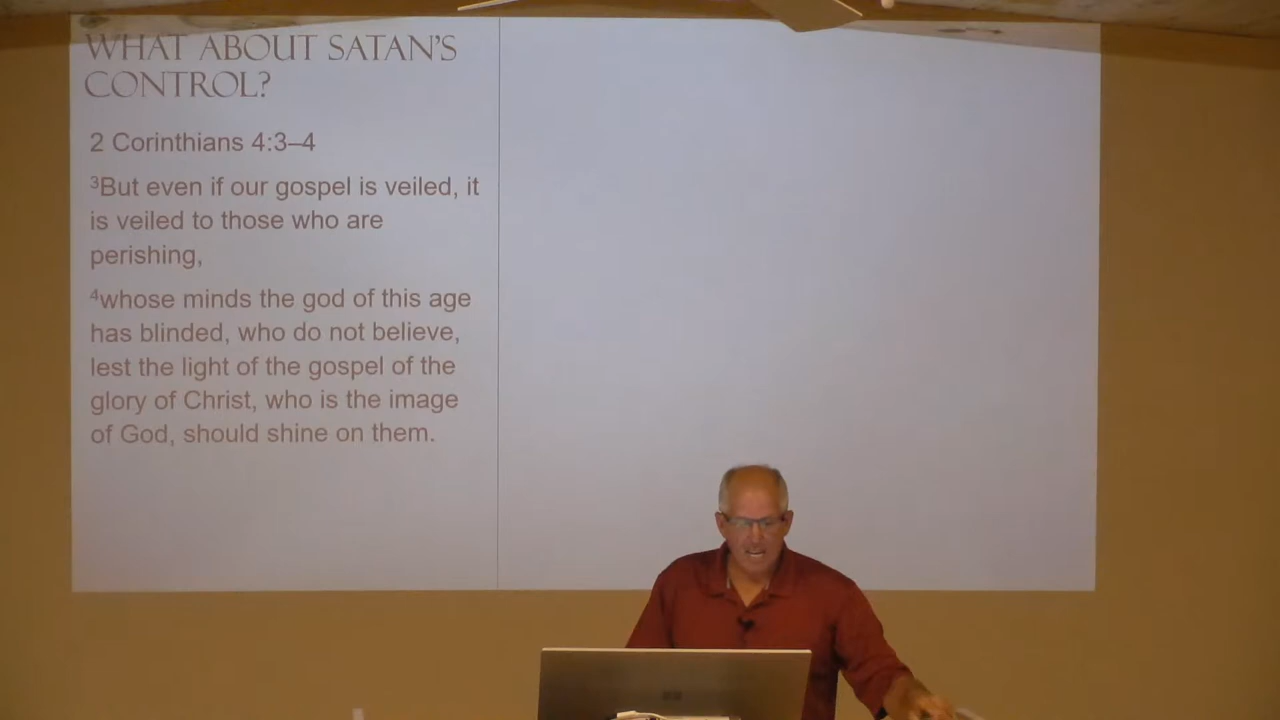 WHAT ABOUT SATAN'S
CONTROL?
2 Corinthians 4:3–4
³But even if our gospel is veiled, it
is veiled to those who are
perishing,
⁴whose minds the god of this age
has blinded, who do not believe,
lest the light of the gospel of the
glory of Christ, who is the image
of God, should shine on them.